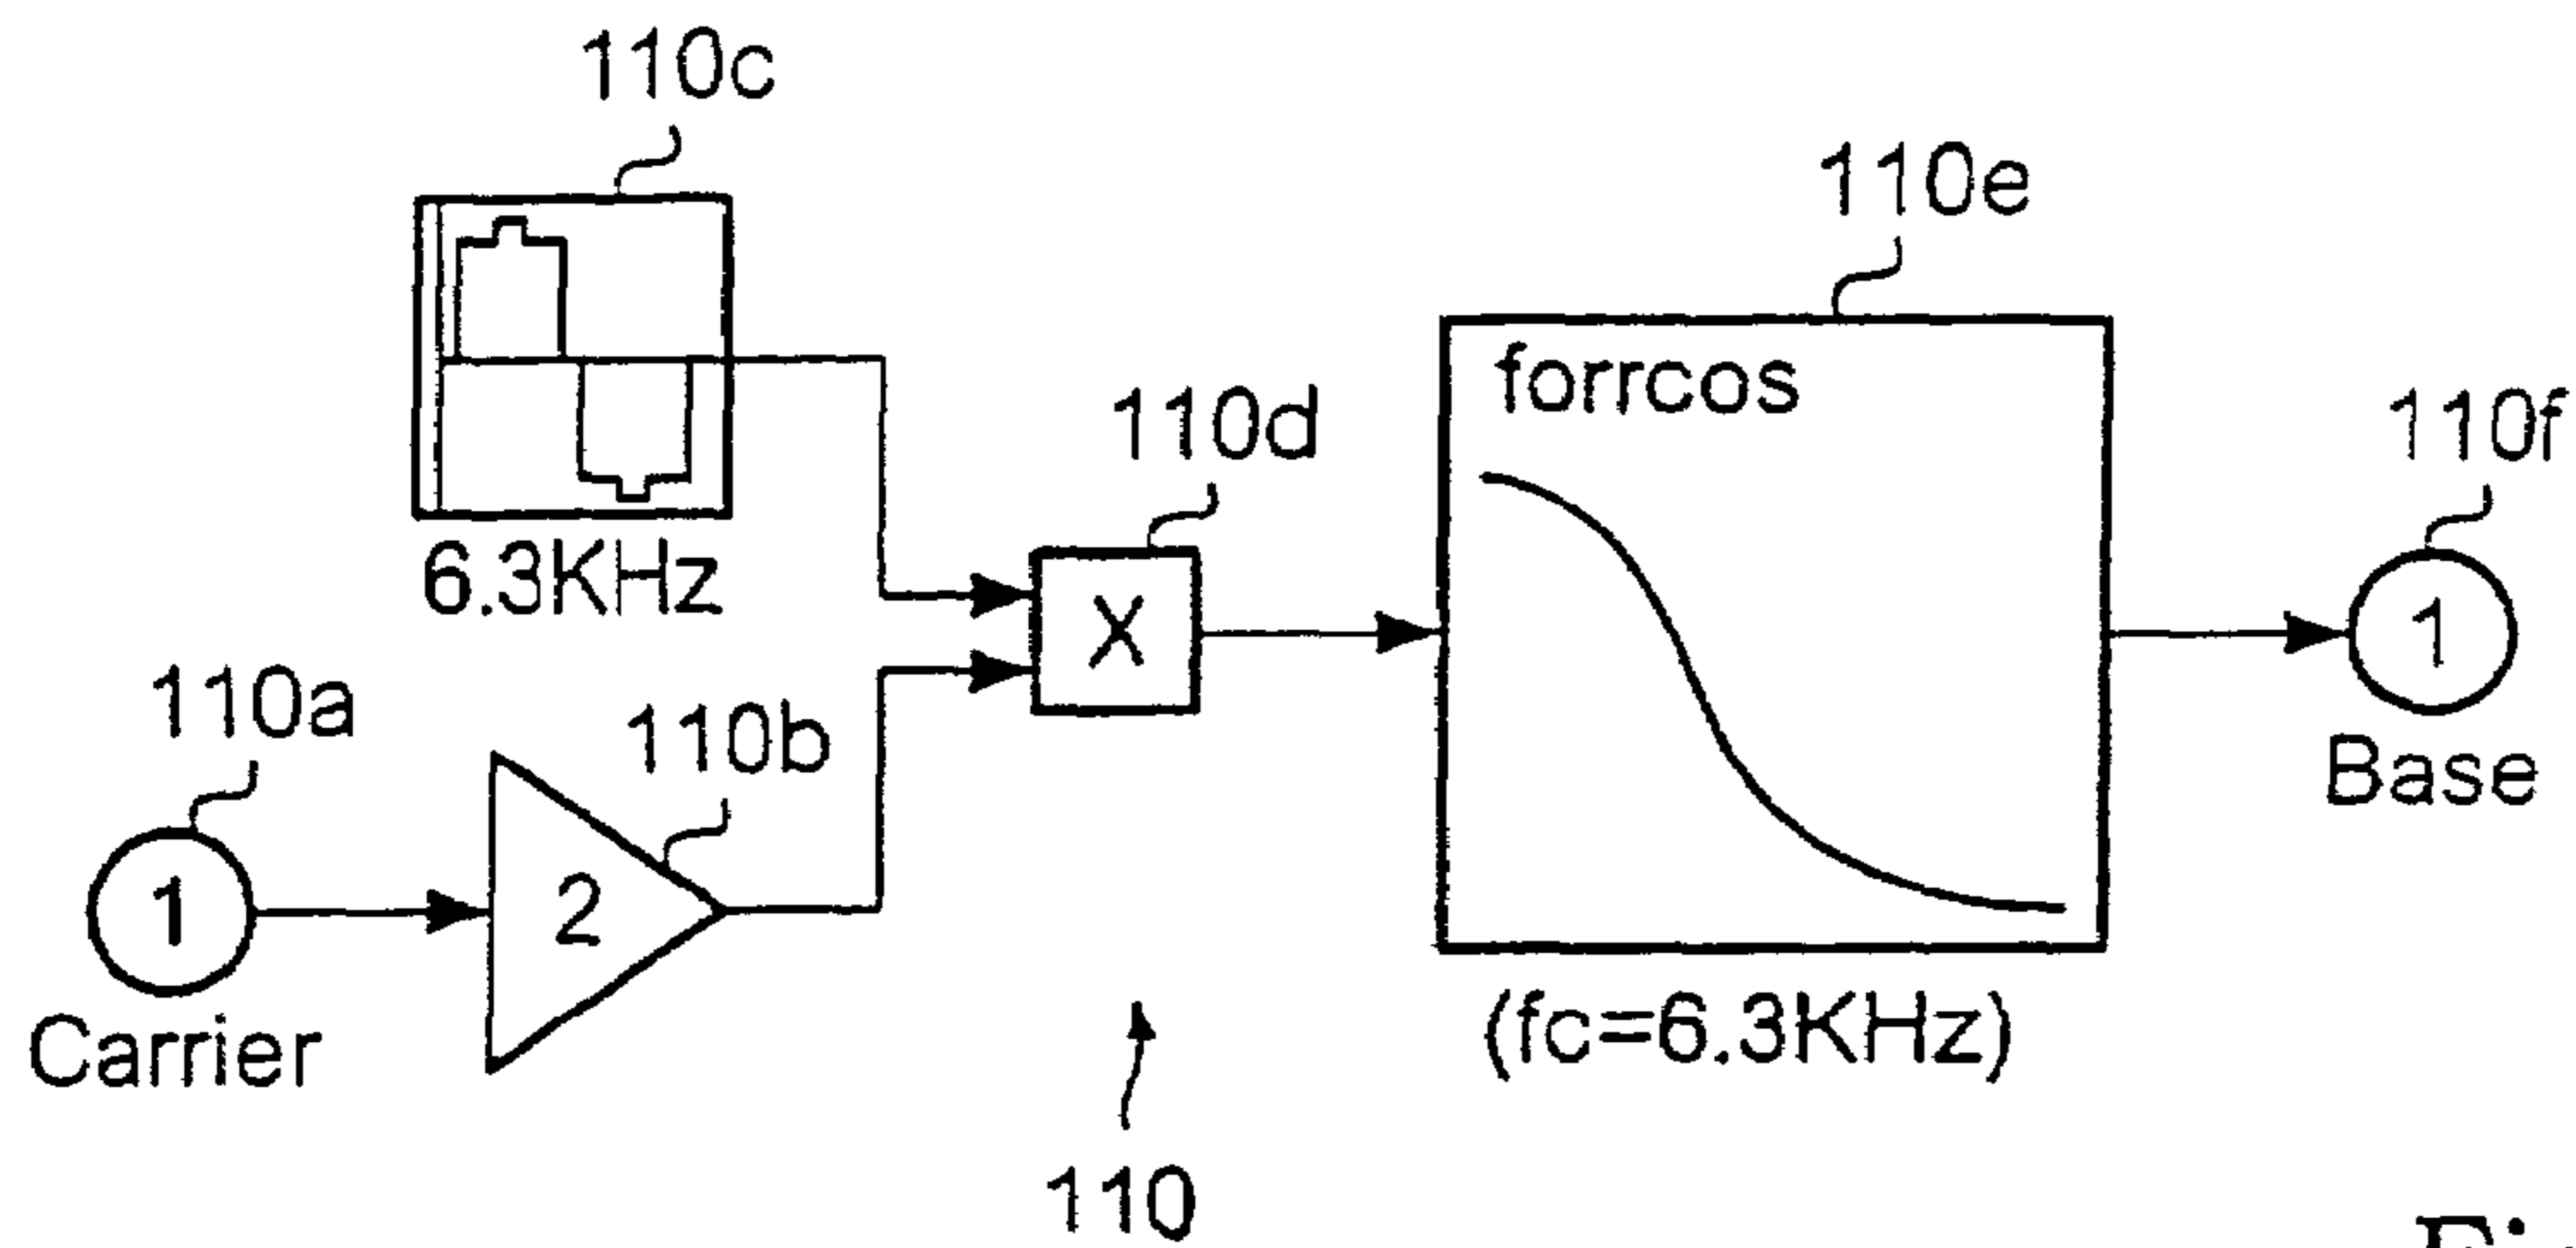 110c
110e
forrcos
110d
110f
6.3KHz
X
1
110a
110b
Base
2
1
Carrier
(fc=6.3KHz)
110